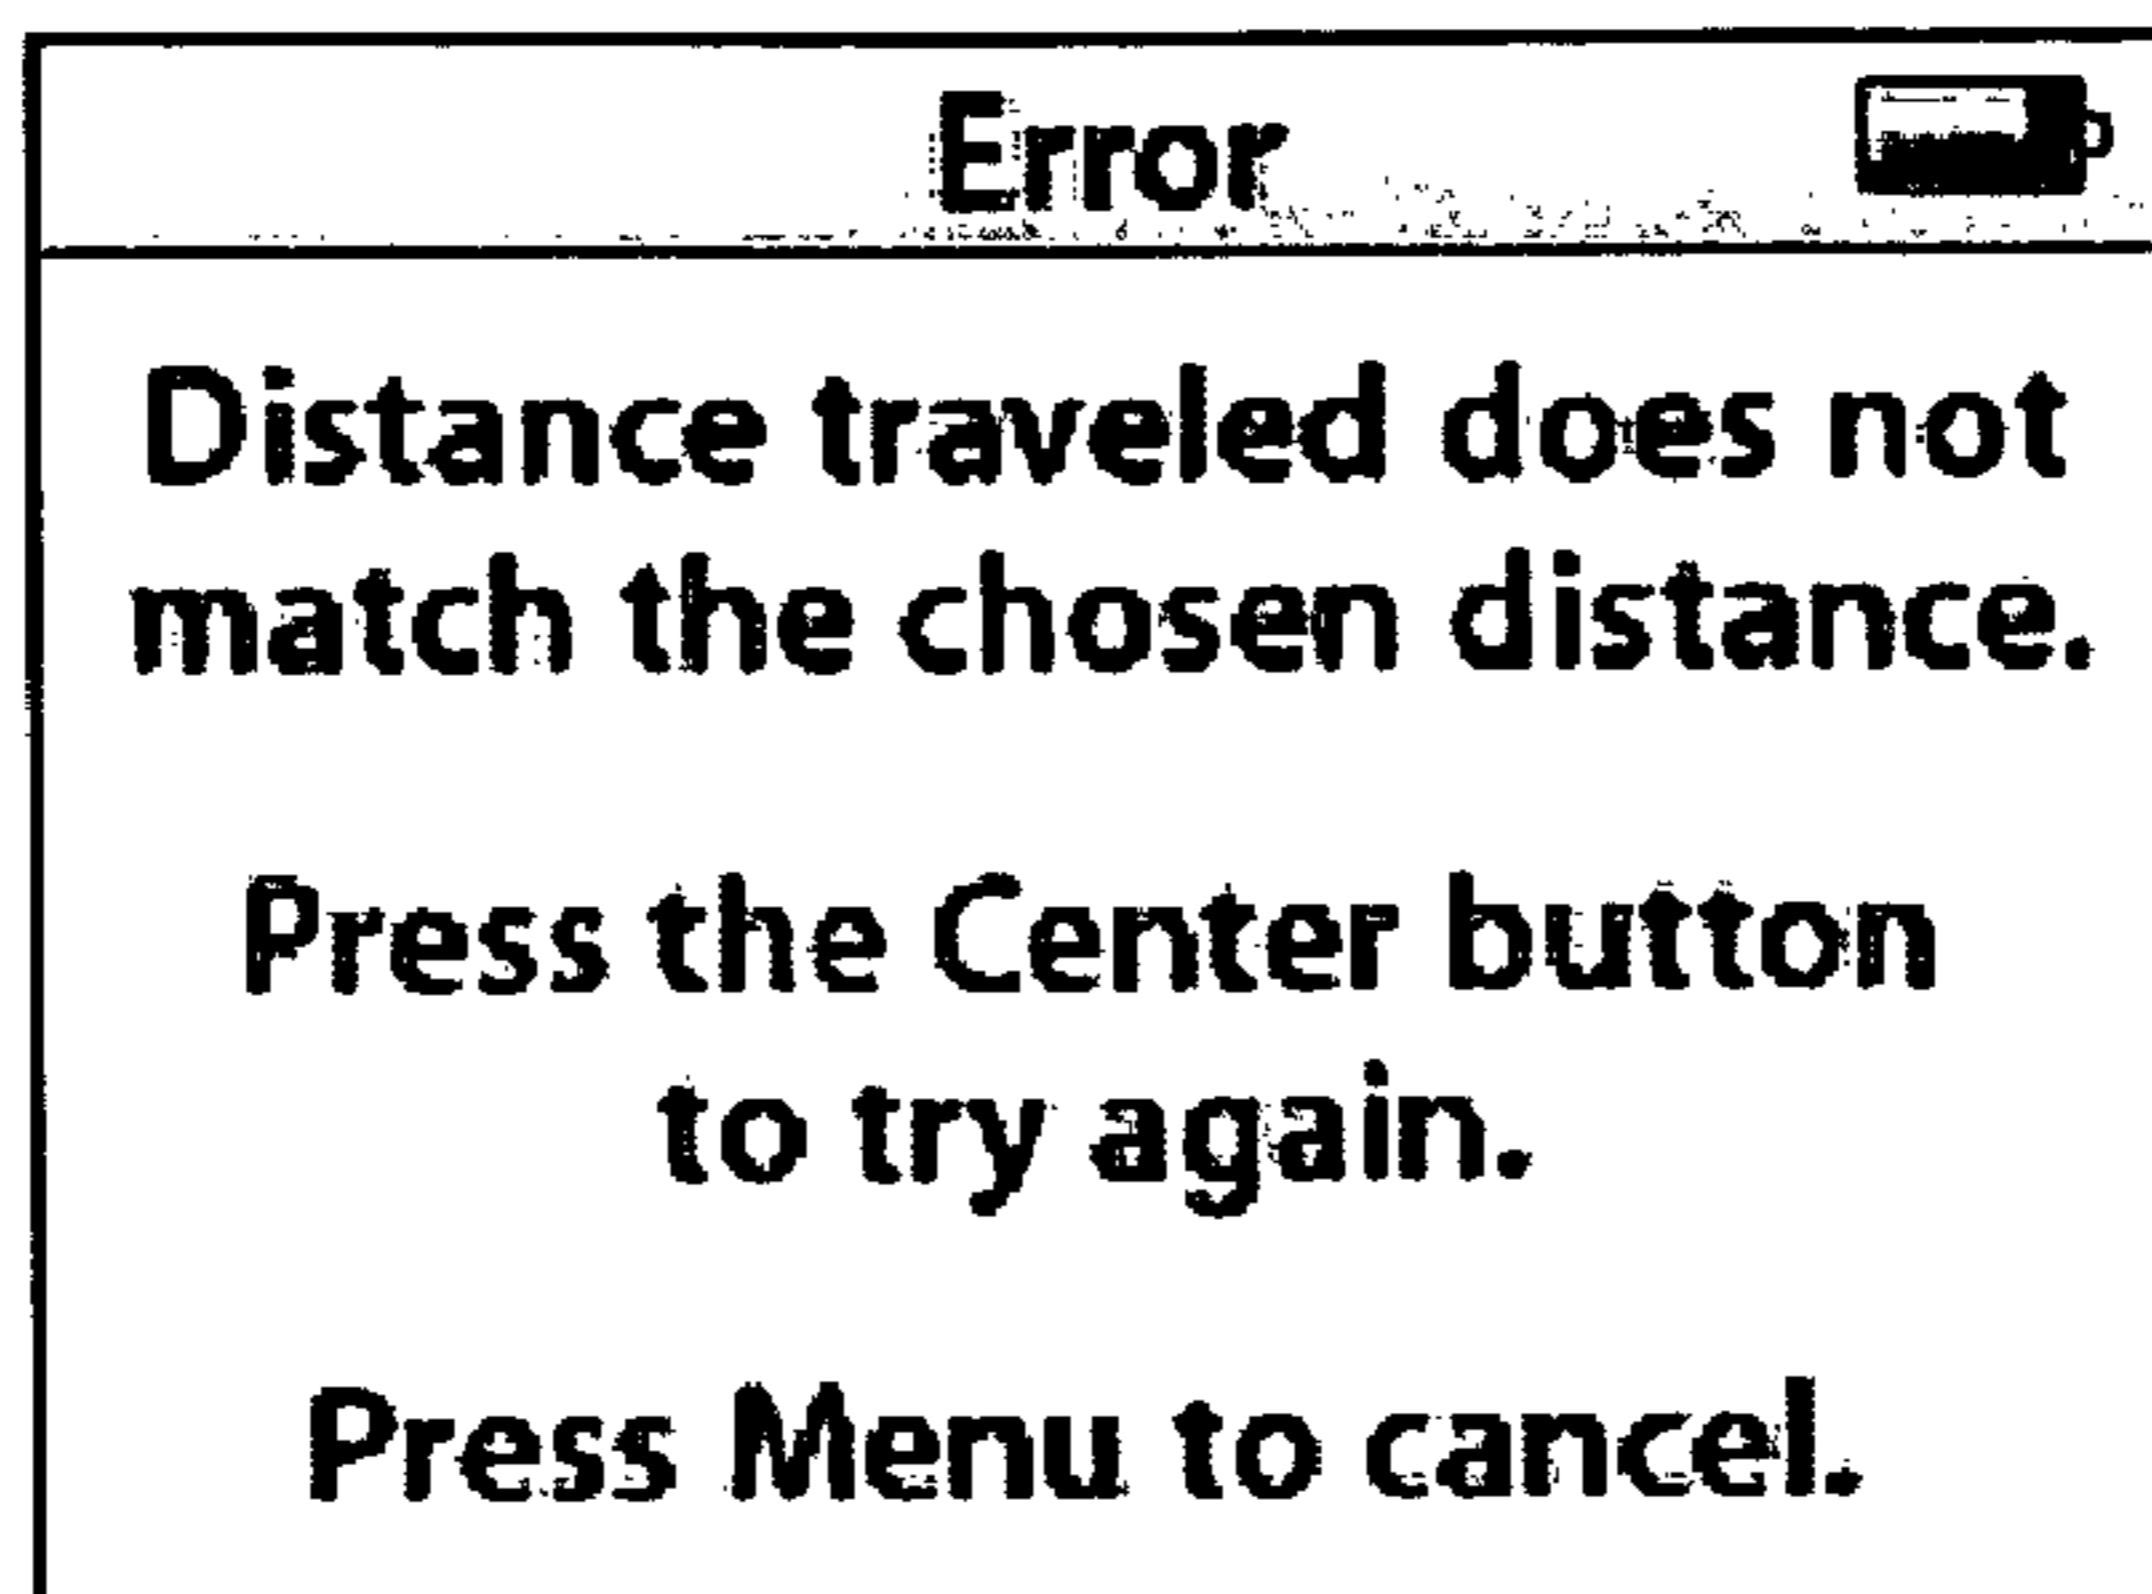 Error
Distance traveled does not
match the chosen distance.
Press the Center button
to try again.
Press Menu to cancel.